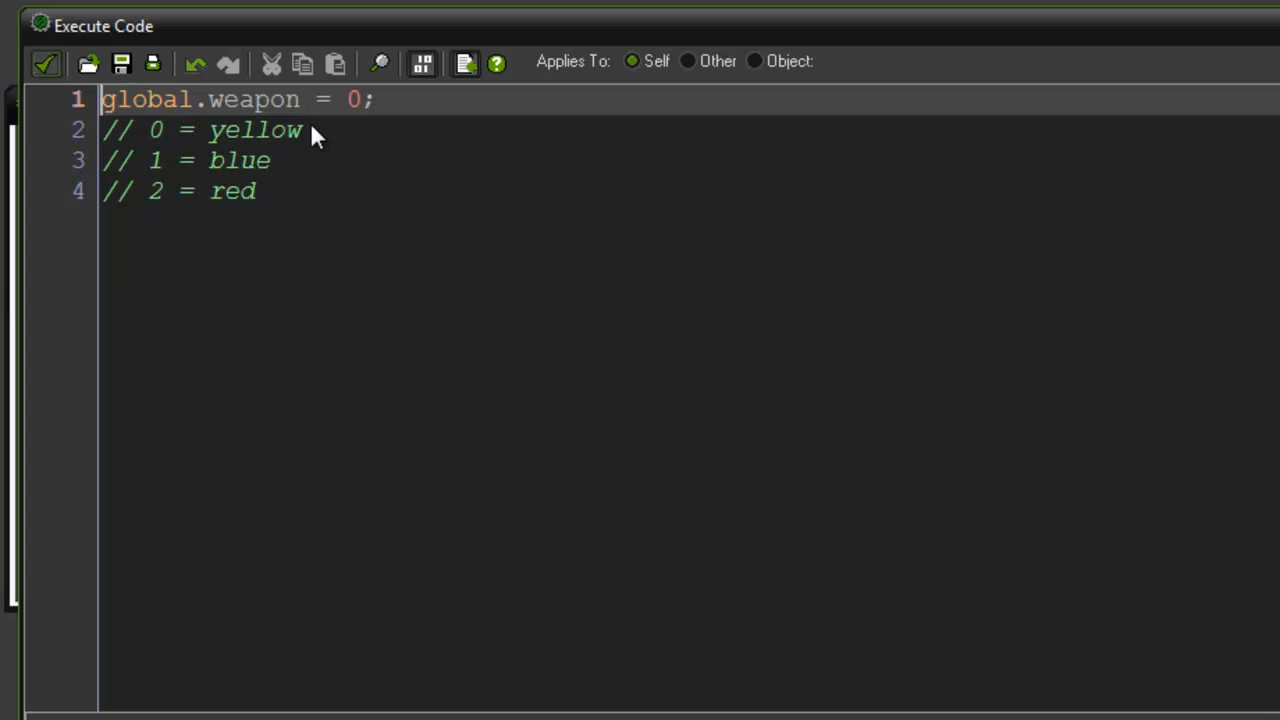 Execute Code
Applies To: Self Other Object:
1 global.weapon = 0;
2 // 0 = yellow
3 // 1 = blue
4 // 2 = red